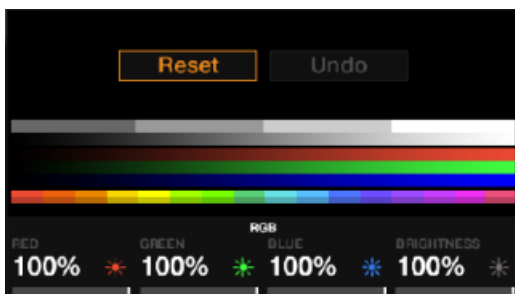 Reset Undo
RGB
RED GREEN BLUE BRIGHTNESS
100% 100% 100% 100%